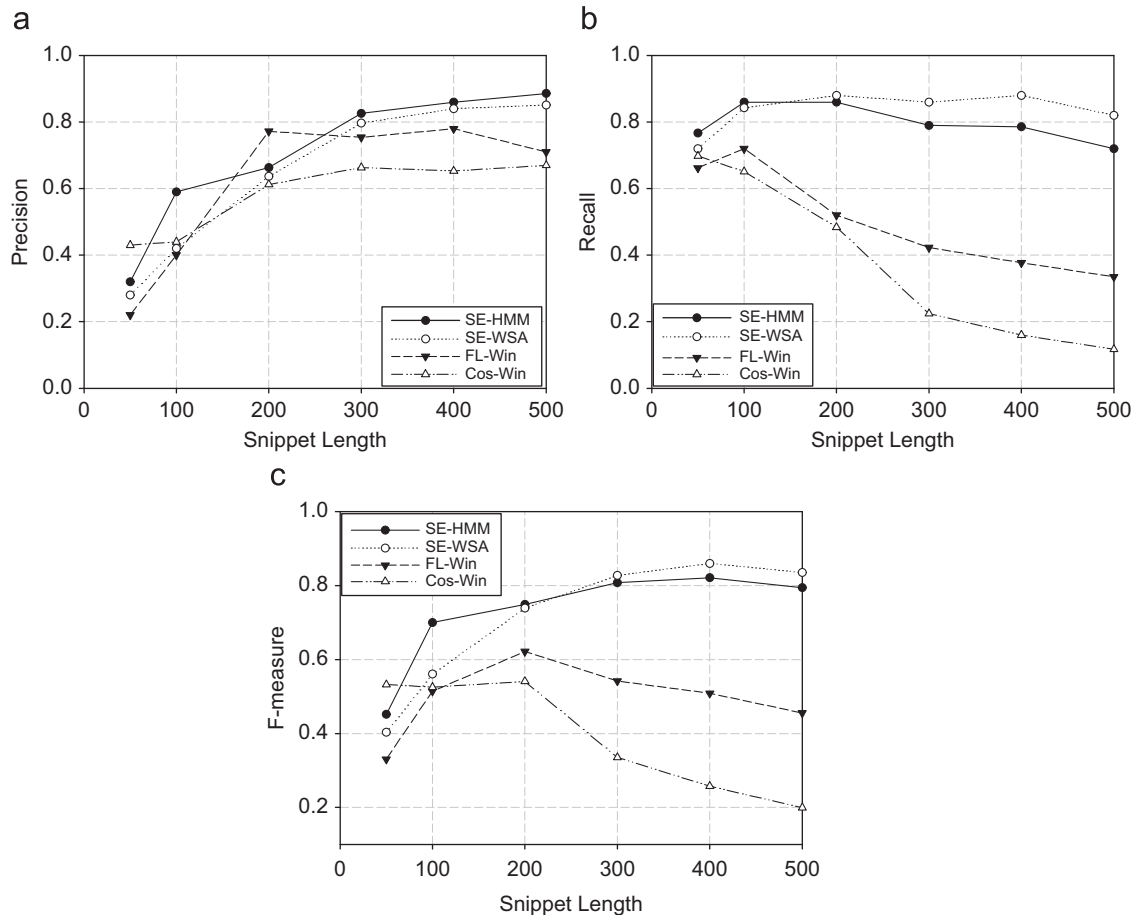 a
1.0
0.8
0.6
0.4
0.2
0.0
Precision
SE-HMM
SE-WSA
FL-Win
Cos-Win
0 100 200 300 400 500
Snippet Length
b
1.0
0.8
0.6
0.4
0.2
0.0
Recall
SE-HMM
SE-WSA
FL-Win
Cos-Win
0 100 200 300 400 500
Snippet Length
c
1.0
0.8
0.6
0.4
0.2
F-measure
SE-HMM
SE-WSA
FL-Win
Cos-Win
0 100 200 300 400 500
Snippet Length